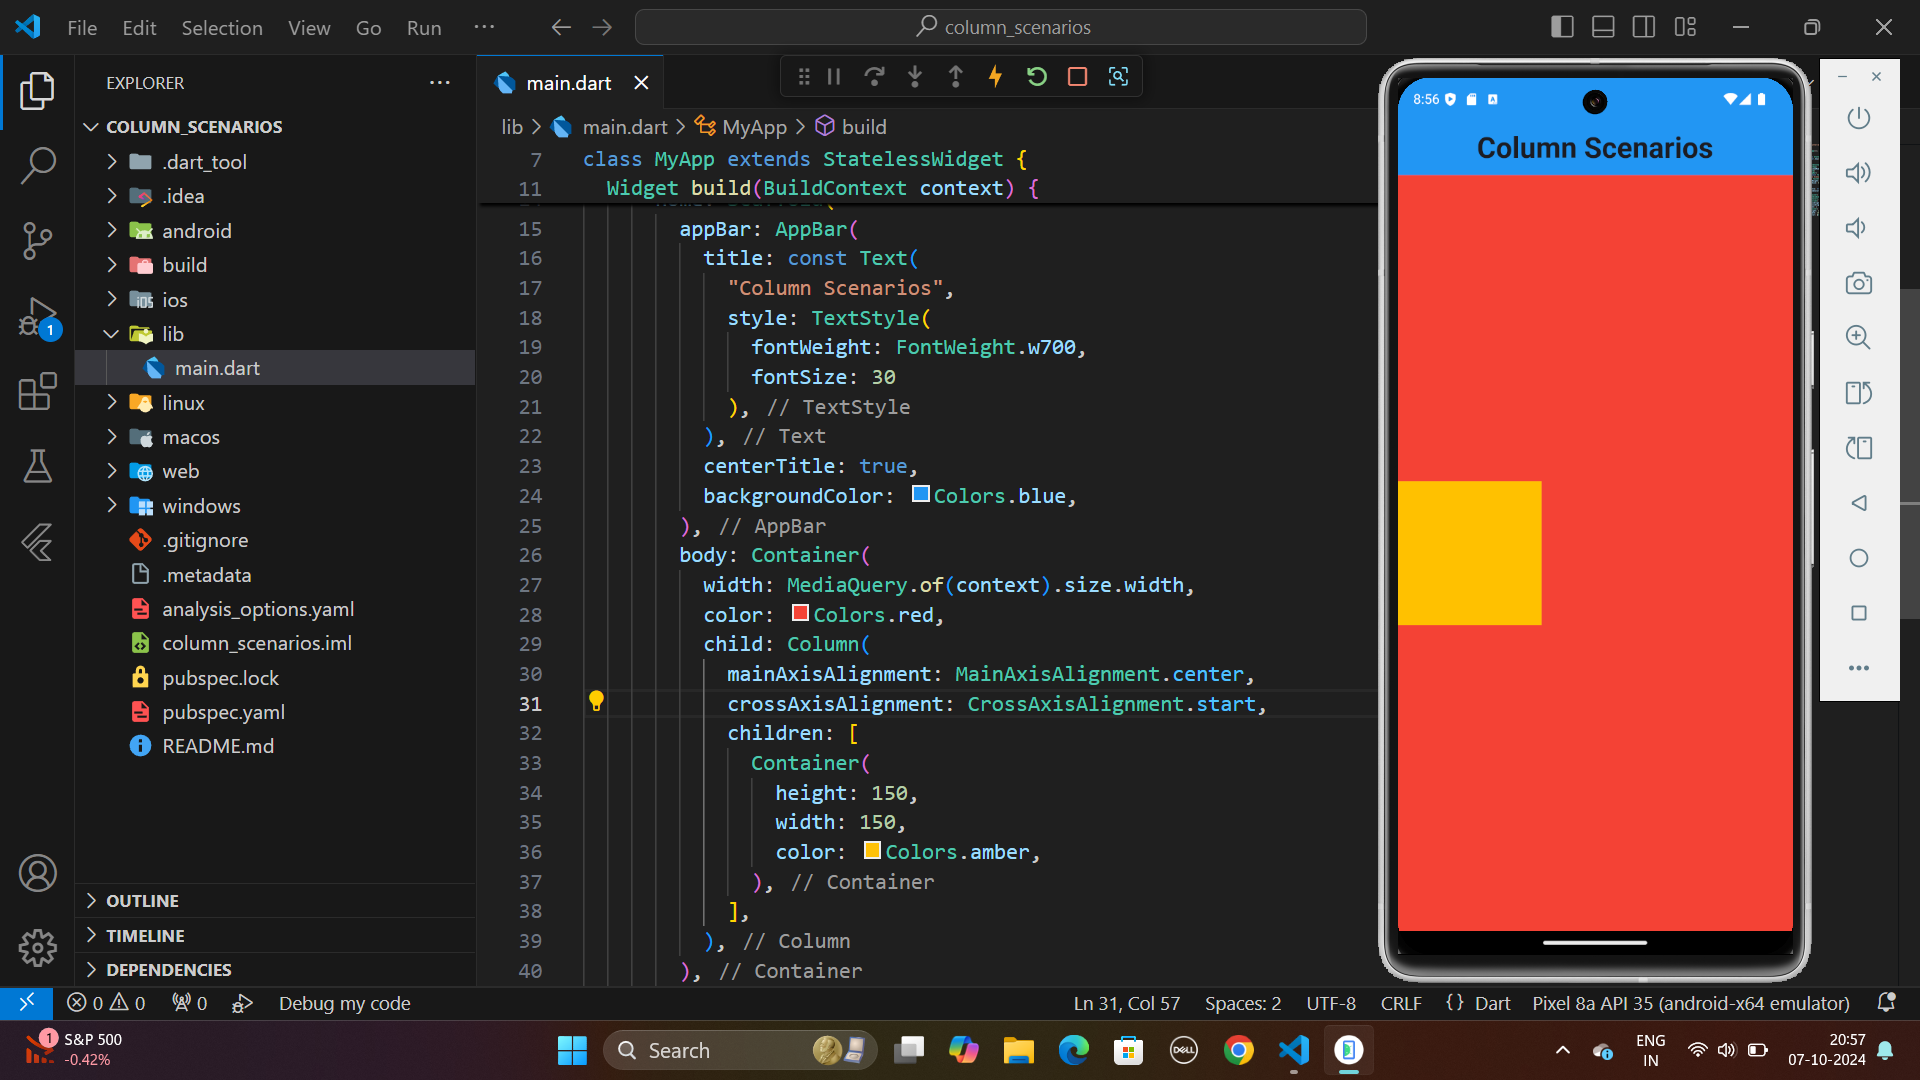 File Edit Selection View Go Run ···
column_scenarios
EXPLORER
COLUMN_SCENARIOS
.dart_tool
.idea
android
build
ios
lib
main.dart
linux
macos
web
windows
.gitignore
.metadata
analysis_options.yaml
column_scenarios.iml
pubspec.lock
pubspec.yaml
README.md
OUTLINE
TIMELINE
DEPENDENCIES
1
main.dart
lib > main.dart > MyApp > build
7 class MyApp extends StatelessWidget {
11 Widget build(BuildContext context) {
15 appBar: AppBar(
16 title: const Text(
17 "Column Scenarios",
18 style: TextStyle(
19 fontWeight: FontWeight.w700,
20 fontSize: 30
21 ), // TextStyle
22 ), // Text
23 centerTitle: true,
24 backgroundColor: Colors.blue,
25 ), // AppBar
26 body: Container(
27 width: MediaQuery.of(context).size.width,
28 color: Colors.red,
29 child: Column(
30 mainAxisAlignment: MainAxisAlignment.center,
31 crossAxisAlignment: CrossAxisAlignment.start,
32 children: [
33 Container(
34 height: 150,
35 width: 150,
36 color: Colors.amber,
37 ), // Container
38 ],
39 ), // Column
40 ), // Container
8:56
Column Scenarios
0 0 0 Debug my code
Ln 31, Col 57 Spaces: 2 UTF-8 CRLF {} Dart Pixel 8a API 35 (android-x64 emulator)
1
S&P 500
-0.42%
Search
DELL
ENG
IN
20:57
07-10-2024